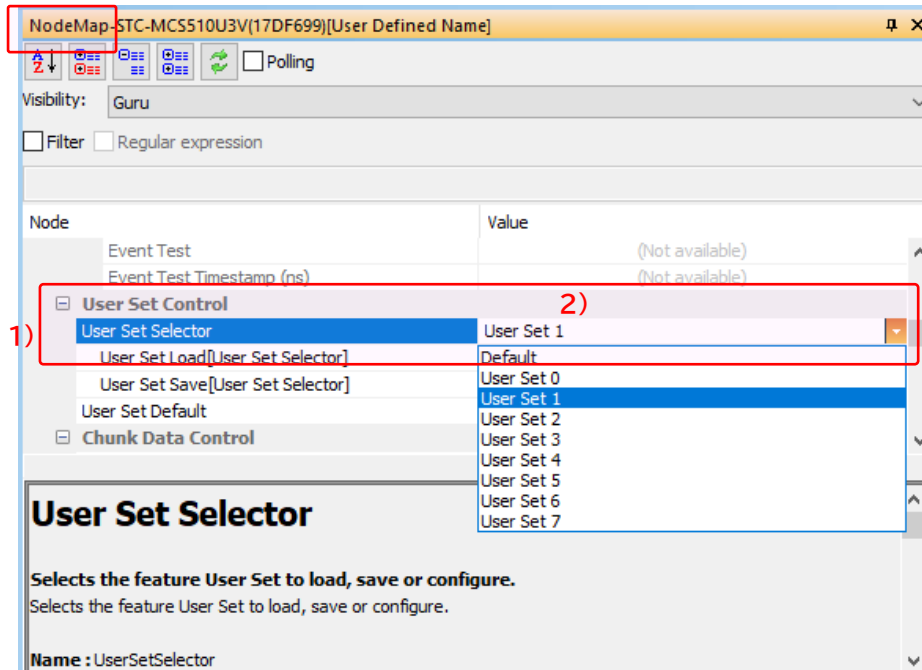 NodeMap-STC-MCS510U3V(17DF699)[User Defined Name]
Polling
Visibility: Guru
Filter Regular expression
Node Value
Event Test (Not available)
Event Test Timestamp (ns) (Not available)
User Set Control
2)
1)
User Set Selector User Set 1
User Set Load[User Set Selector] Default
User Set 0
User Set Save[User Set Selector]
User Set 1
User Set Default
User Set 2
User Set 3
Chunk Data Control
User Set 4
User Set 5
User Set 6
User Set 7
User Set Selector
Selects the feature User Set to load, save or configure.
Selects the feature User Set to load, save or configure.
Name : UserSetSelector